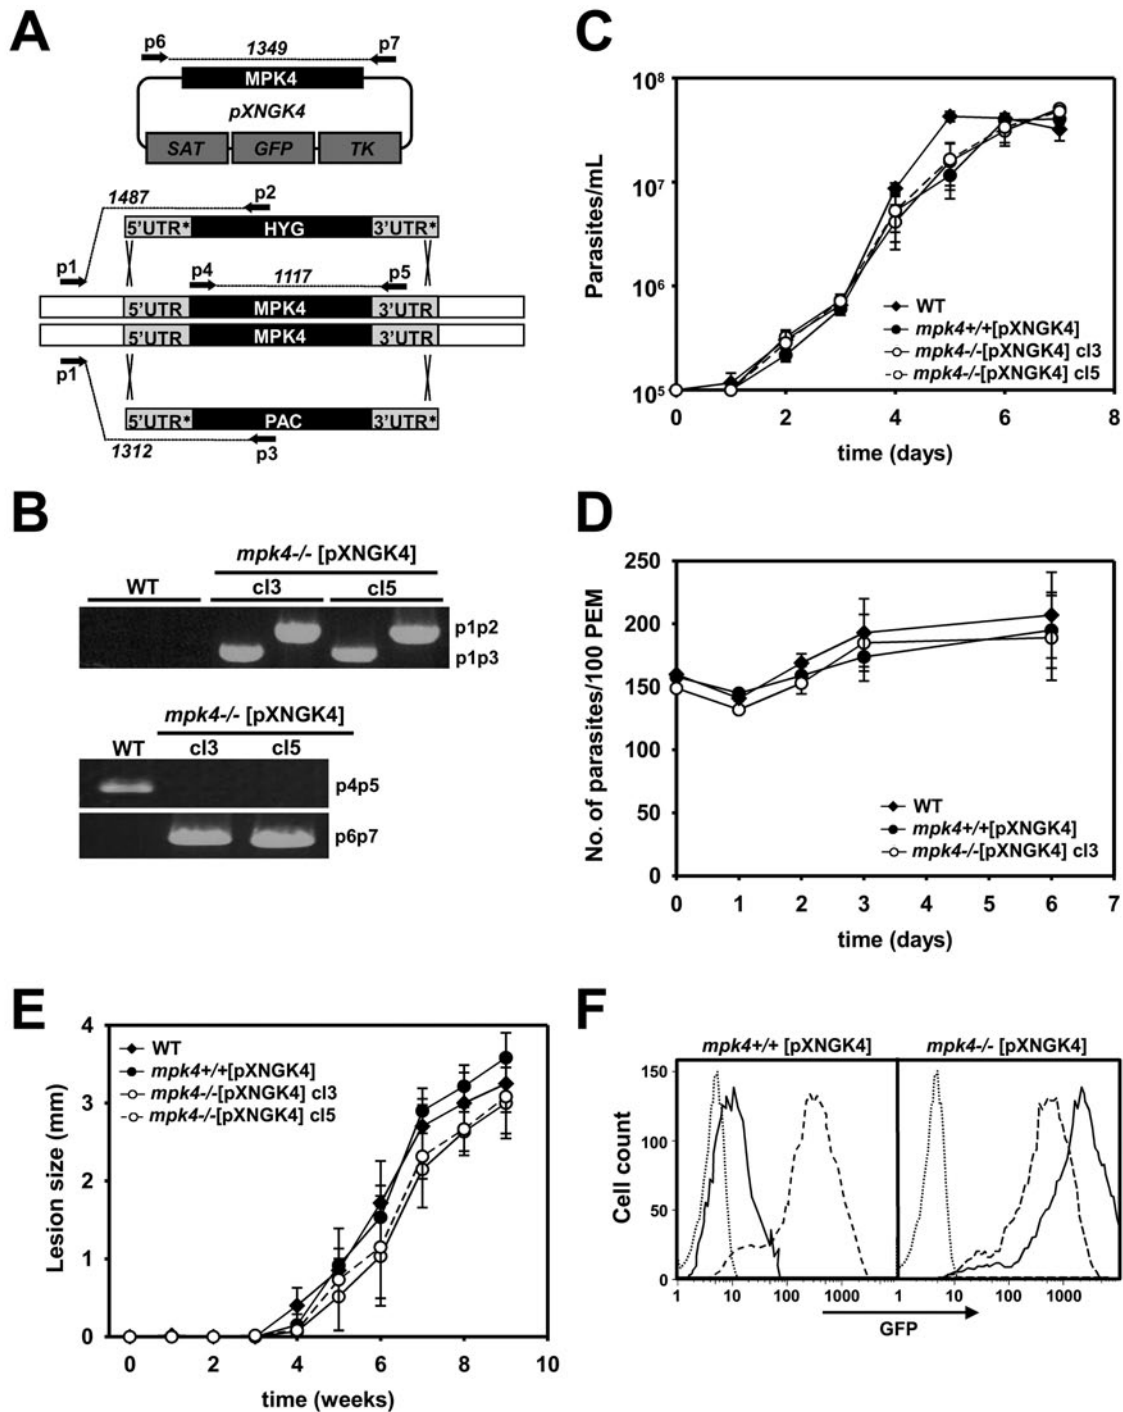 A
p6 1349 p7
MPK4
pXNGK4
SAT GFP TK
1487 p2
5'UTR* HYG 3'UTR*
p1 p4 1117 p5
5'UTR MPK4 3'UTR
5'UTR MPK4 3'UTR
p1
5'UTR* PAC 3'UTR*
1312 p3
B
mpk4-/- [pXNGK4]
WT cl3 cl5
p1p2
p1p3
mpk4-/- [pXNGK4]
WT cl3 cl5
p4p5
p6p7
C
Parasites/mL
10⁸
10⁷
10⁶
10⁵
WT
mpk4+/+[pXNGK4]
mpk4-/-[pXNGK4] cl3
mpk4-/-[pXNGK4] cl5
0 2 4 6 8
time (days)
D
No. of parasites/100 PEM
250
200
150
100
50
0
WT
mpk4+/+[pXNGK4]
mpk4-/-[pXNGK4] cl3
0 1 2 3 4 5 6 7
time (days)
E
Lesion size (mm)
4
3
2
1
0
WT
mpk4+/+[pXNGK4]
mpk4-/-[pXNGK4] cl3
mpk4-/-[pXNGK4] cl5
0 2 4 6 8 10
time (weeks)
F
mpk4+/+ [pXNGK4] mpk4-/- [pXNGK4]
Cell count
150
100
50
0
1 10 100 1000 1 10 100 1000
GFP